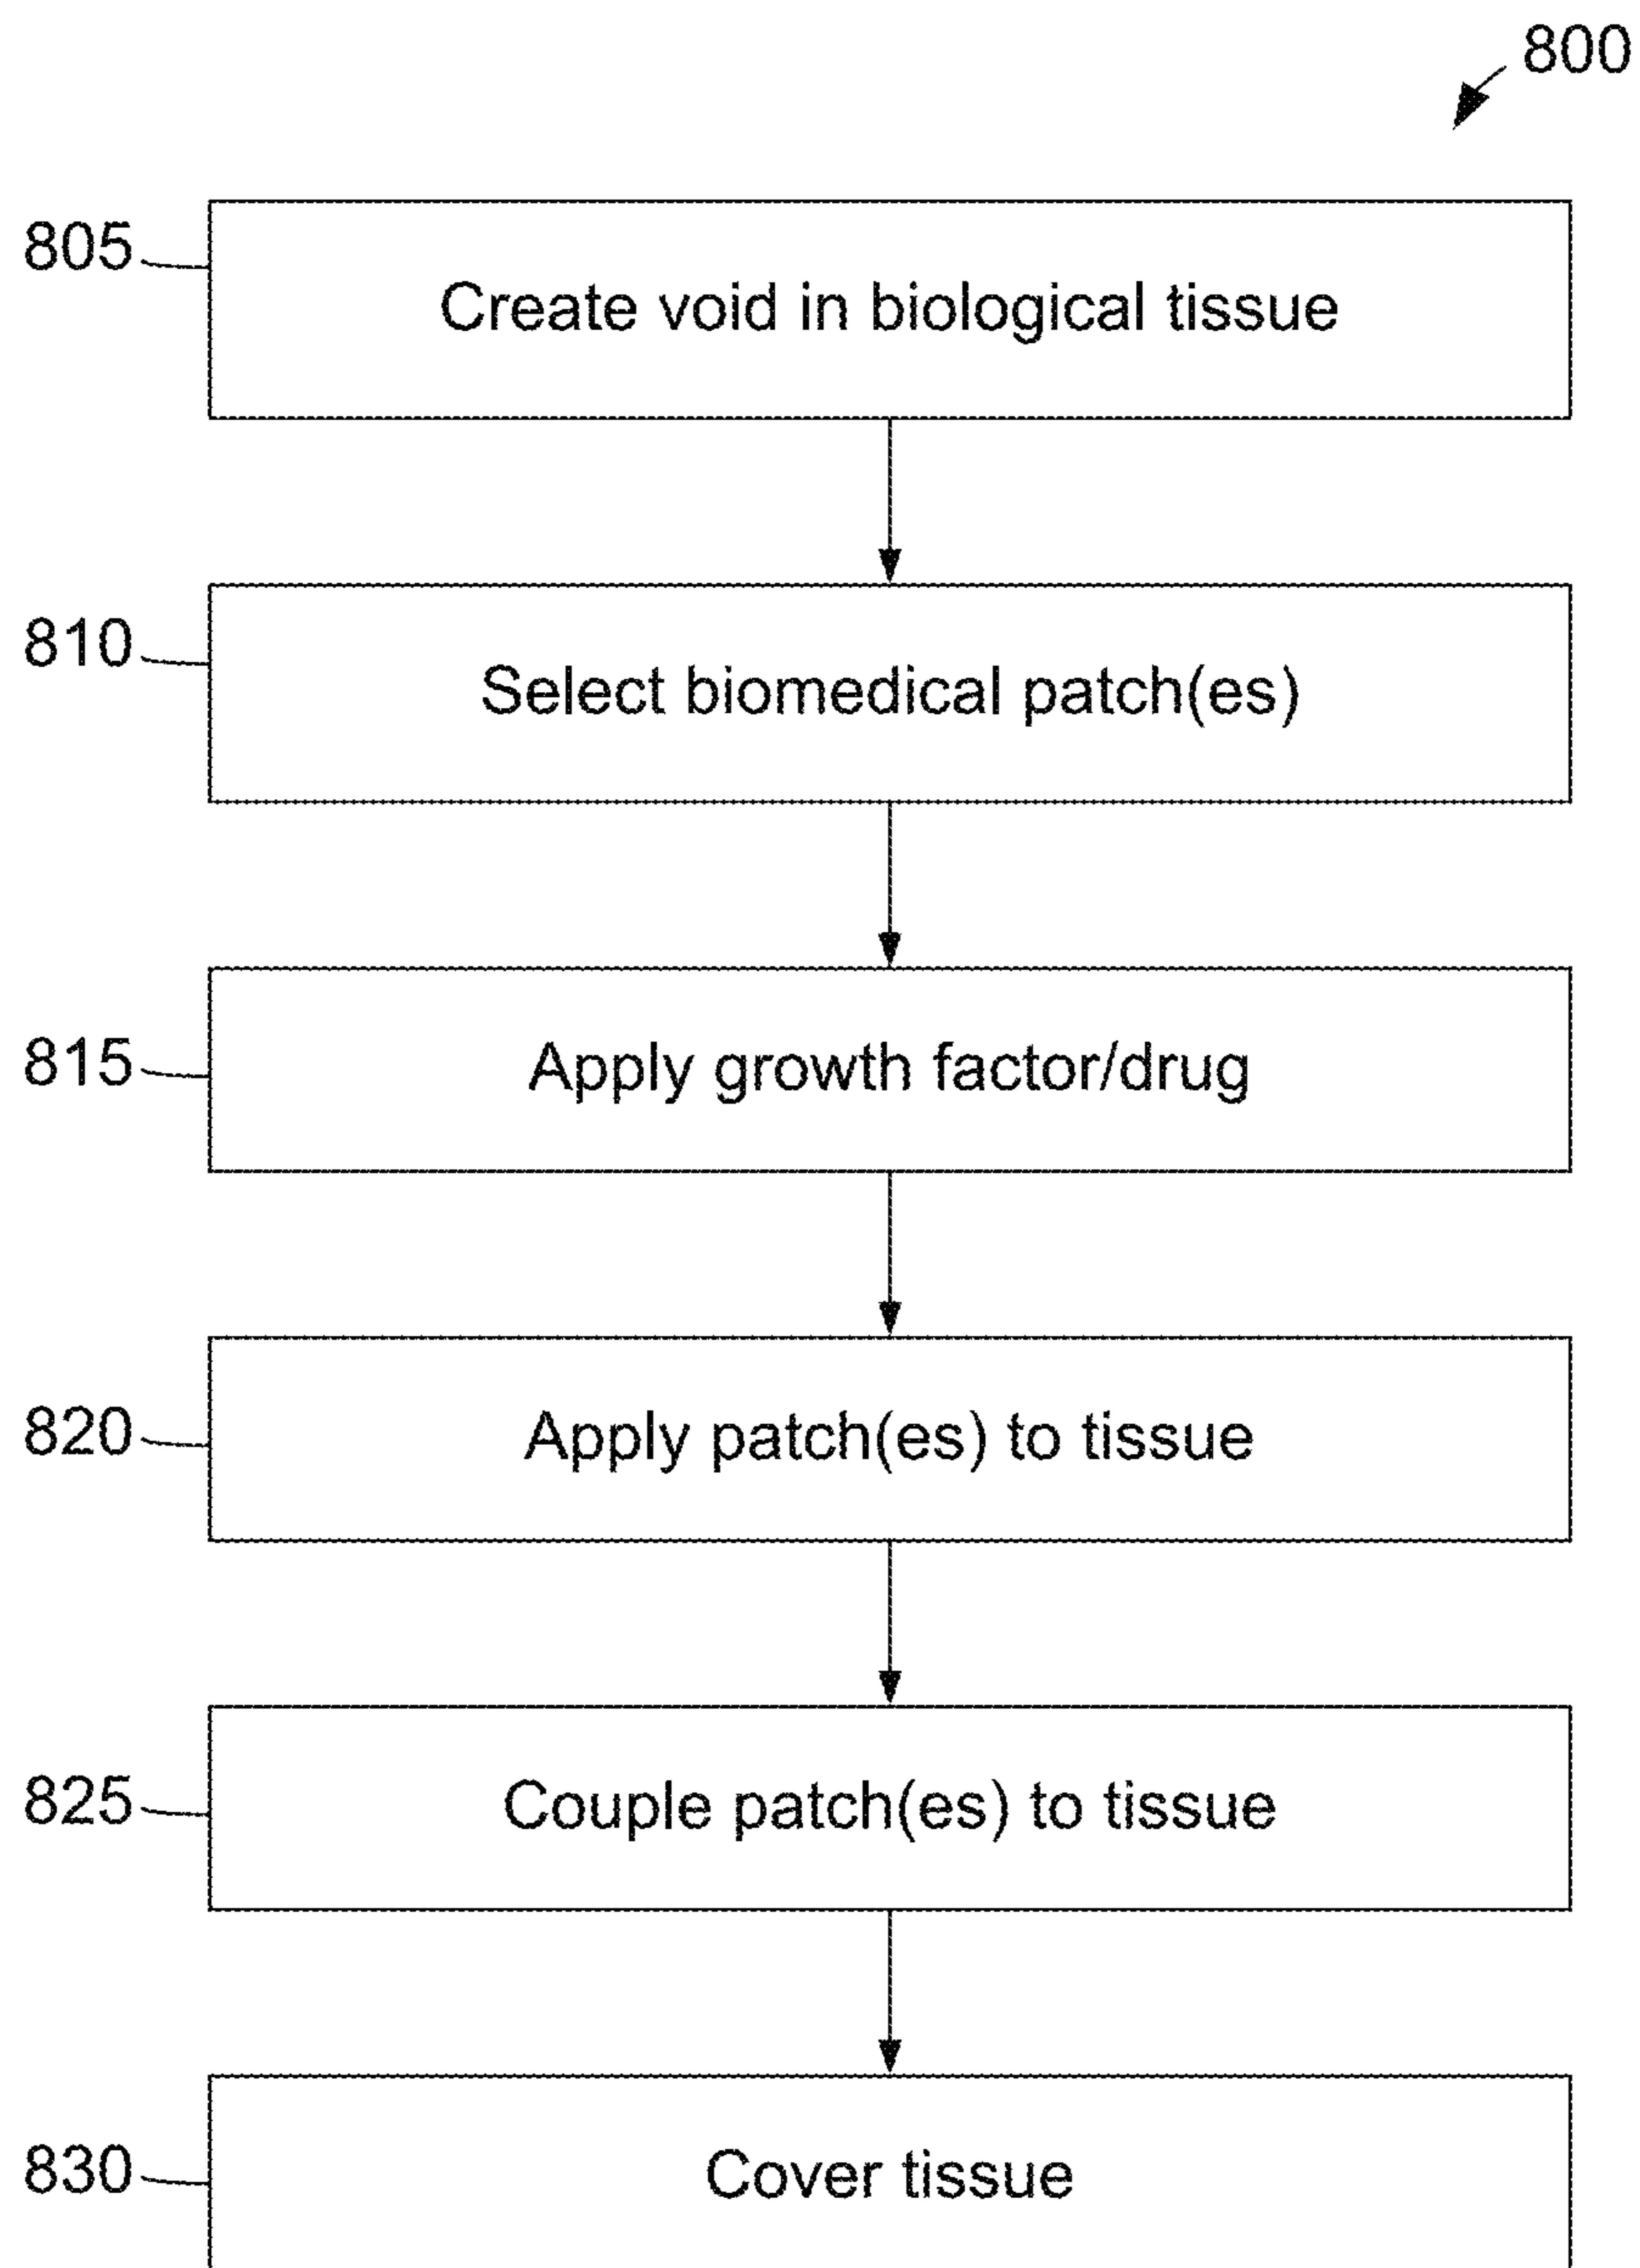 800
805
Create void in biological tissue
810
Select biomedical patch(es)
815
Apply growth factor/drug
820
Apply patch(es) to tissue
825
Couple patch(es) to tissue
830
Cover tissue